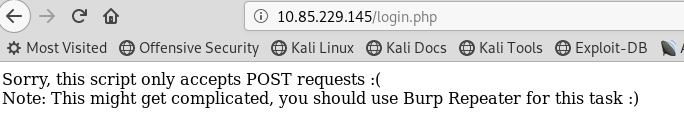 10.85.229.145/login.php
Most Visited Offensive Security Kali Linux Kali Docs Kali Tools Exploit-DB
Sorry, this script only accepts POST requests :(
Note: This might get complicated, you should use Burp Repeater for this task :)